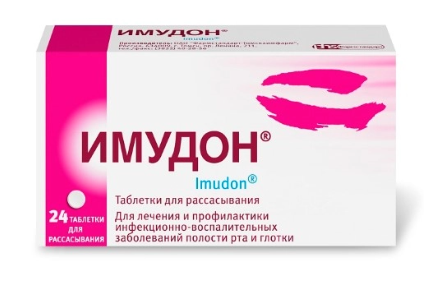 ИМУДОН®
Imudon®
Таблетки для рассасывания
Для лечения и профилактики
инфекционно-воспалительных
заболеваний полости рта и глотки
24 ТАБЛЕТКИ
ДЛЯ
РАССАСЫВАНИЯ